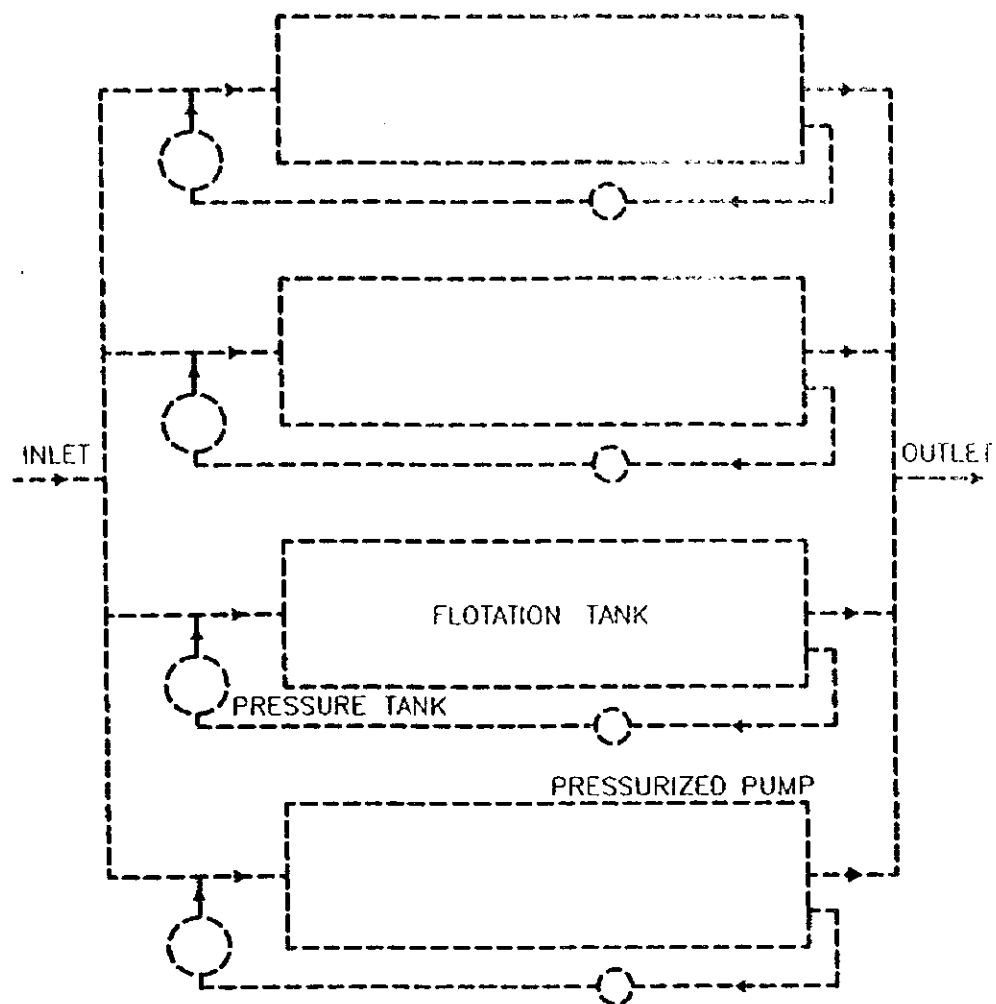 INLET
OUTLET
FLOTATION TANK
PRESSURE TANK
PRESSURIZED PUMP